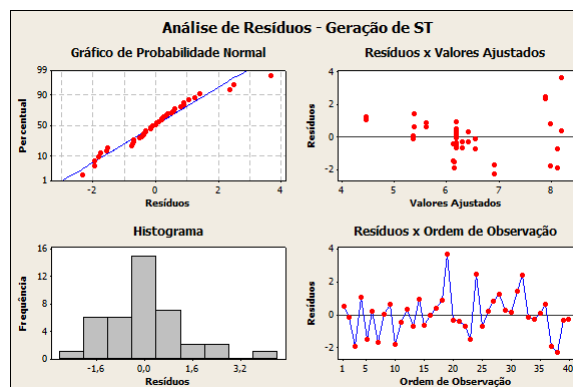 Análise de Resíduos - Geração de ST
Gráfico de Probabilidade Normal
99
90
50
10
1
Percentual
-2 0 2 4
Resíduos
Resíduos x Valores Ajustados
4
2
0
-2
Resíduos
4 5 6 7 8
Valores Ajustados
Histograma
16
12
8
4
0
Frequência
-1,6 0,0 1,6 3,2
Resíduos
Resíduos x Ordem de Observação
4
2
0
-2
Resíduos
1 5 10 15 20 25 30 35 40
Ordem de Observação